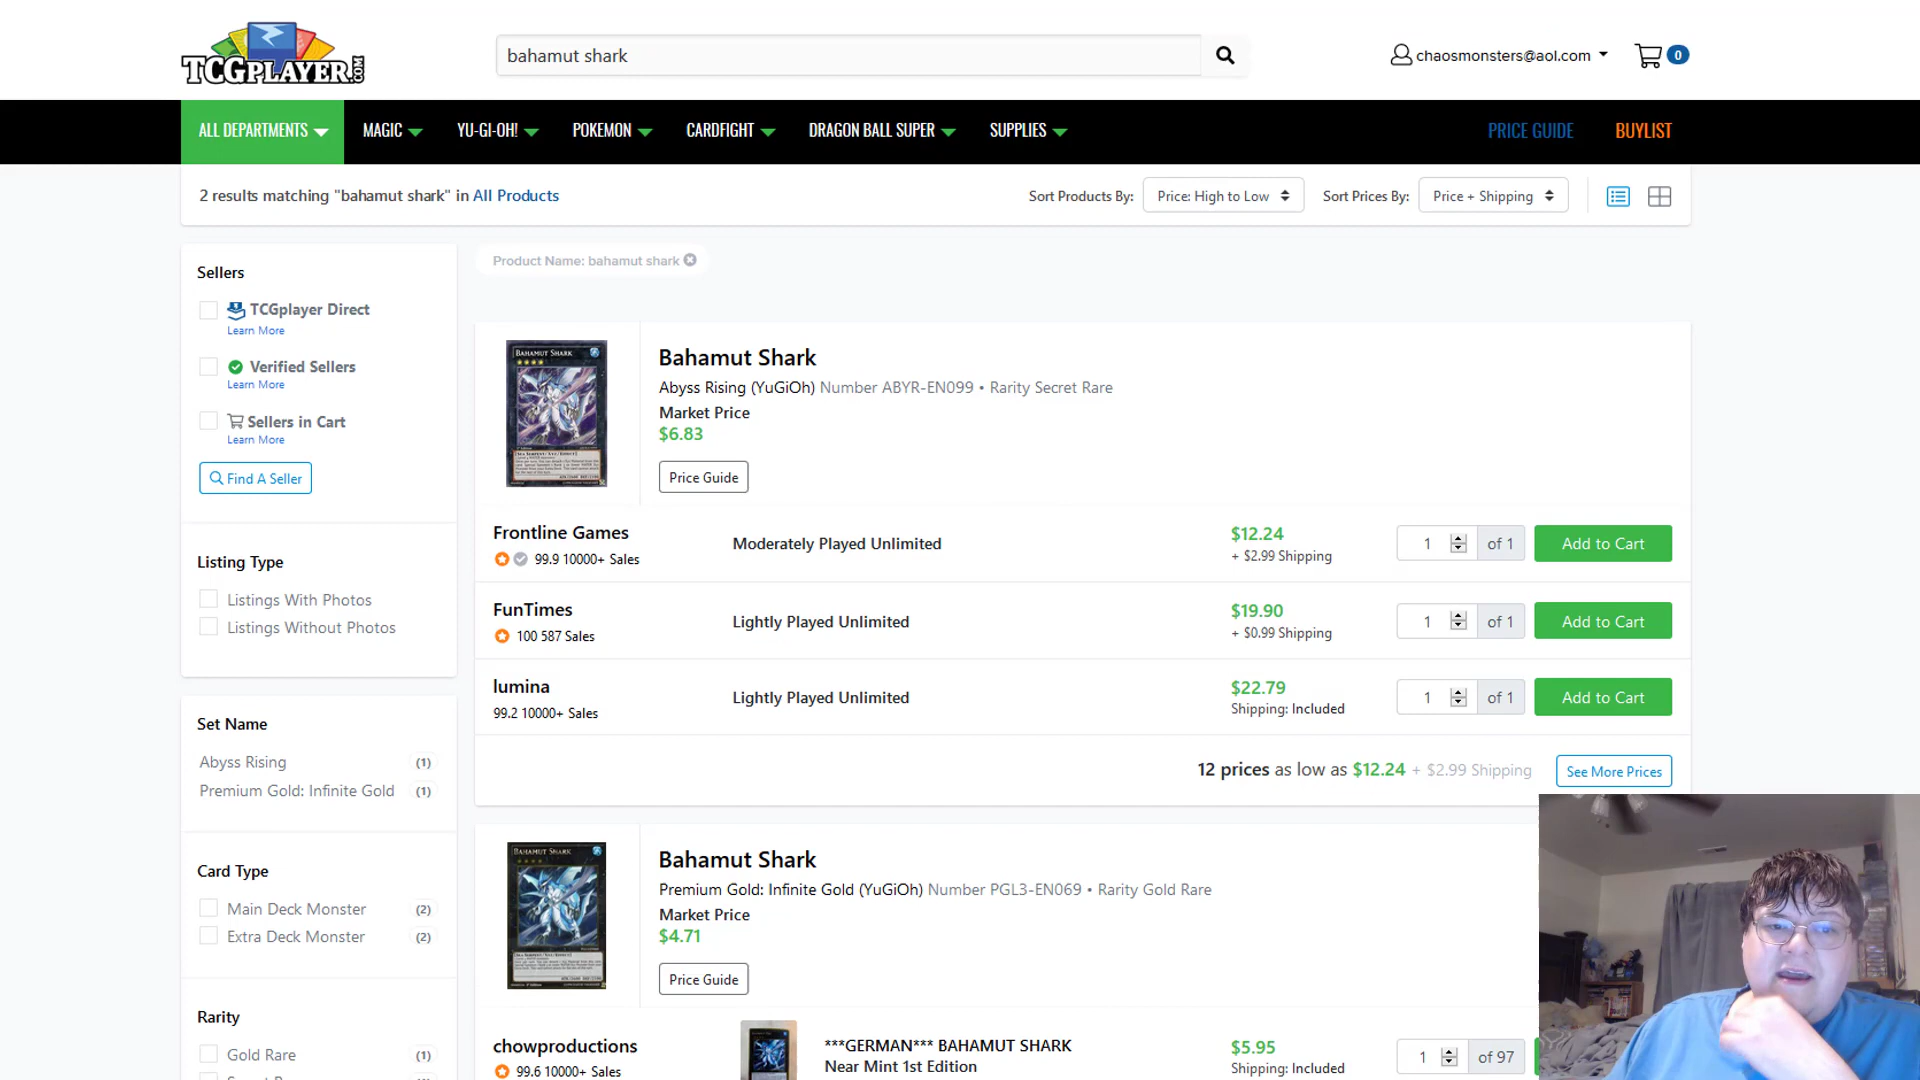 TCGPLAYER.COM
bahamut shark
chaosmonsters@aol.com
0
ALL DEPARTMENTS
MAGIC
YU-GI-OH!
POKEMON
CARDFIGHT
DRAGON BALL SUPER
SUPPLIES
PRICE GUIDE
BUYLIST
2 results matching "bahamut shark" in All Products
Sort Products By:
Price: High to Low
Sort Prices By:
Price + Shipping
Sellers
TCGplayer Direct
Learn More
Verified Sellers
Learn More
Sellers in Cart
Learn More
Find A Seller
Listing Type
Listings With Photos
Listings Without Photos
Set Name
Abyss Rising (1)
Premium Gold: Infinite Gold (1)
Card Type
Main Deck Monster (2)
Extra Deck Monster (2)
Rarity
Gold Rare (1)
Product Name: bahamut shark
BAHAMUT SHARK
Bahamut Shark
Abyss Rising (YuGiOh) Number ABYR-EN099 • Rarity Secret Rare
Market Price
$6.83
Price Guide
Frontline Games
99.9 10000+ Sales
Moderately Played Unlimited
$12.24
+ $2.99 Shipping
1 of 1
Add to Cart
FunTimes
100 587 Sales
Lightly Played Unlimited
$19.90
+ $0.99 Shipping
1 of 1
Add to Cart
lumina
99.2 10000+ Sales
Lightly Played Unlimited
$22.79
Shipping: Included
1 of 1
Add to Cart
12 prices as low as $12.24 + $2.99 Shipping
See More Prices
BAHAMUT SHARK
Bahamut Shark
Premium Gold: Infinite Gold (YuGiOh) Number PGL3-EN069 • Rarity Gold Rare
Market Price
$4.71
Price Guide
chowproductions
99.6 10000+ Sales
***GERMAN*** BAHAMUT SHARK
Near Mint 1st Edition
$5.95
Shipping: Included
1 of 97